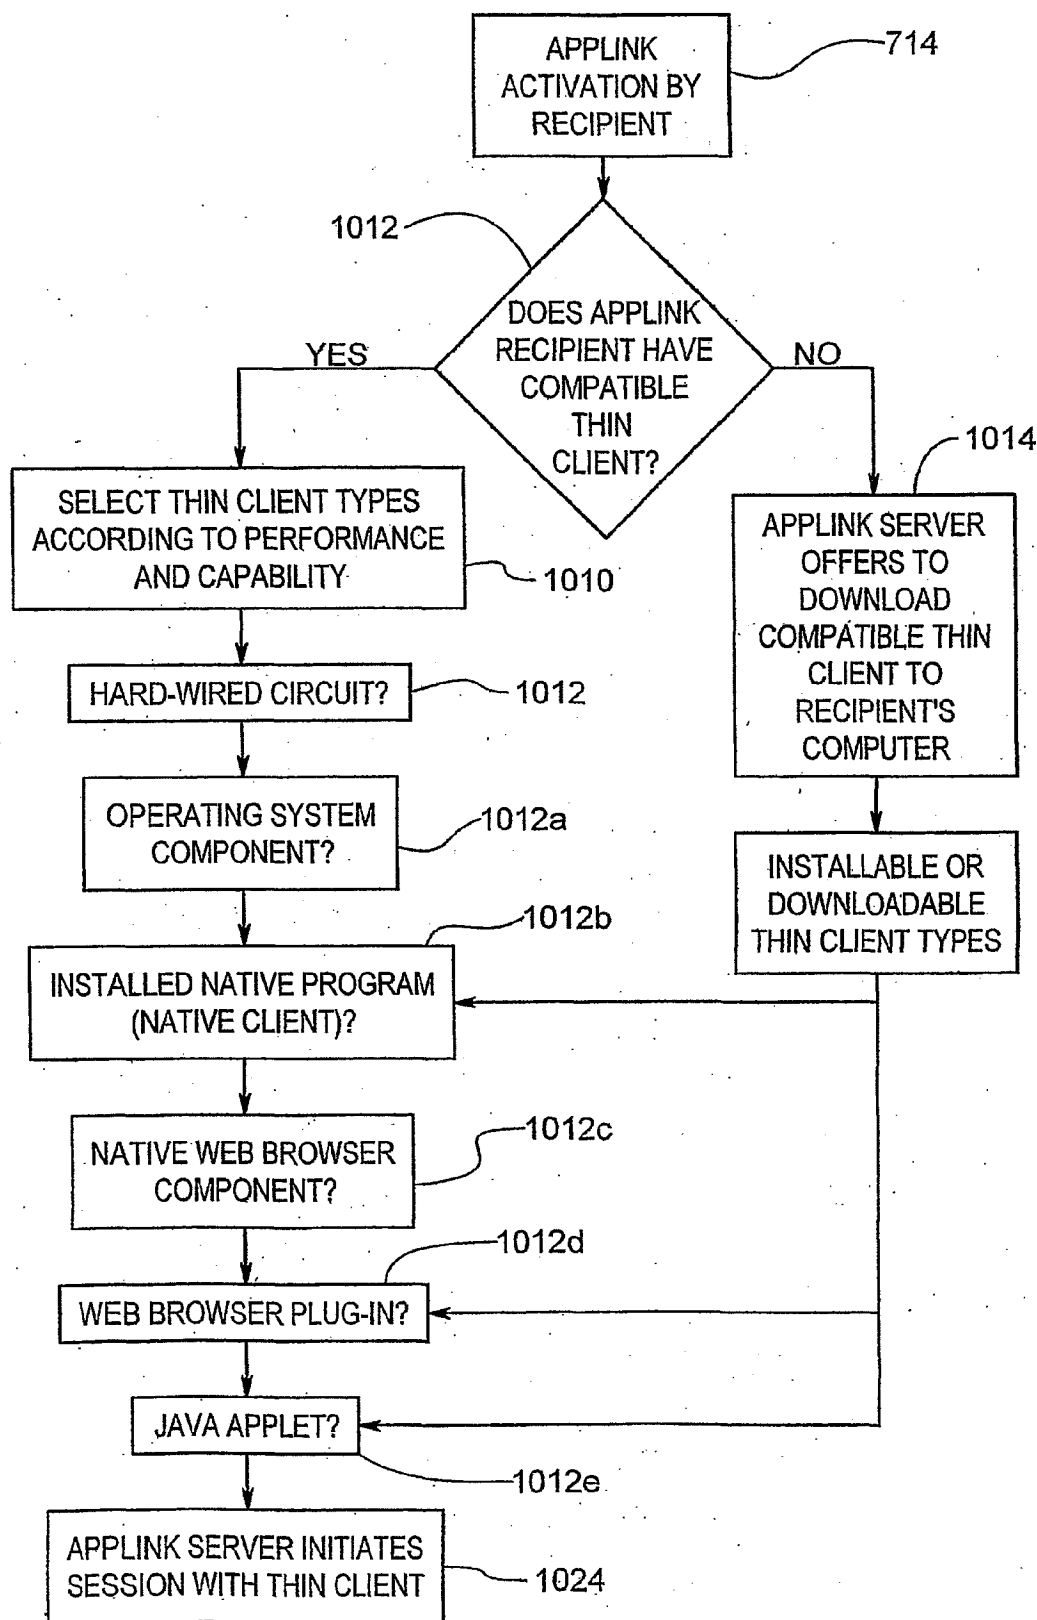 APPLINK
ACTIVATION BY
RECIPIENT
714
1012
DOES APPLINK
RECIPIENT HAVE
COMPATIBLE
THIN
CLIENT?
YES
NO
SELECT THIN CLIENT TYPES
ACCORDING TO PERFORMANCE
AND CAPABILITY
1010
1014
APPLINK SERVER
OFFERS TO
DOWNLOAD
COMPATIBLE THIN
CLIENT TO
RECIPIENT'S
COMPUTER
HARD-WIRED CIRCUIT?
1012
OPERATING SYSTEM
COMPONENT?
1012a
INSTALLABLE OR
DOWNLOADABLE
THIN CLIENT TYPES
1012b
INSTALLED NATIVE PROGRAM
(NATIVE CLIENT)?
1012c
NATIVE WEB BROWSER
COMPONENT?
1012d
WEB BROWSER PLUG-IN?
JAVA APPLET?
1012e
APPLINK SERVER INITIATES
SESSION WITH THIN CLIENT
1024